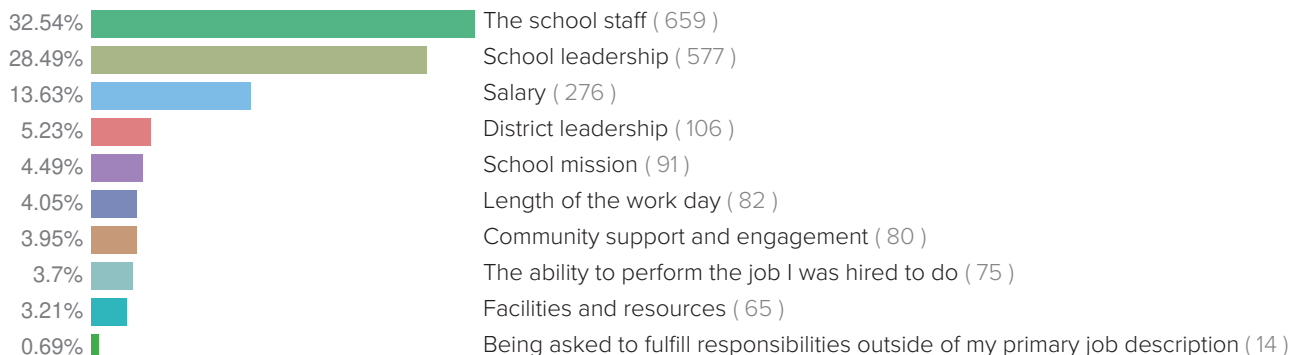 32.54% The school staff ( 659 )
28.49% School leadership ( 577 )
13.63% Salary ( 276 )
5.23% District leadership ( 106 )
4.49% School mission ( 91 )
4.05% Length of the work day ( 82 )
3.95% Community support and engagement ( 80 )
3.7% The ability to perform the job I was hired to do ( 75 )
3.21% Facilities and resources ( 65 )
0.69% Being asked to fulfill responsibilities outside of my primary job description ( 14 )